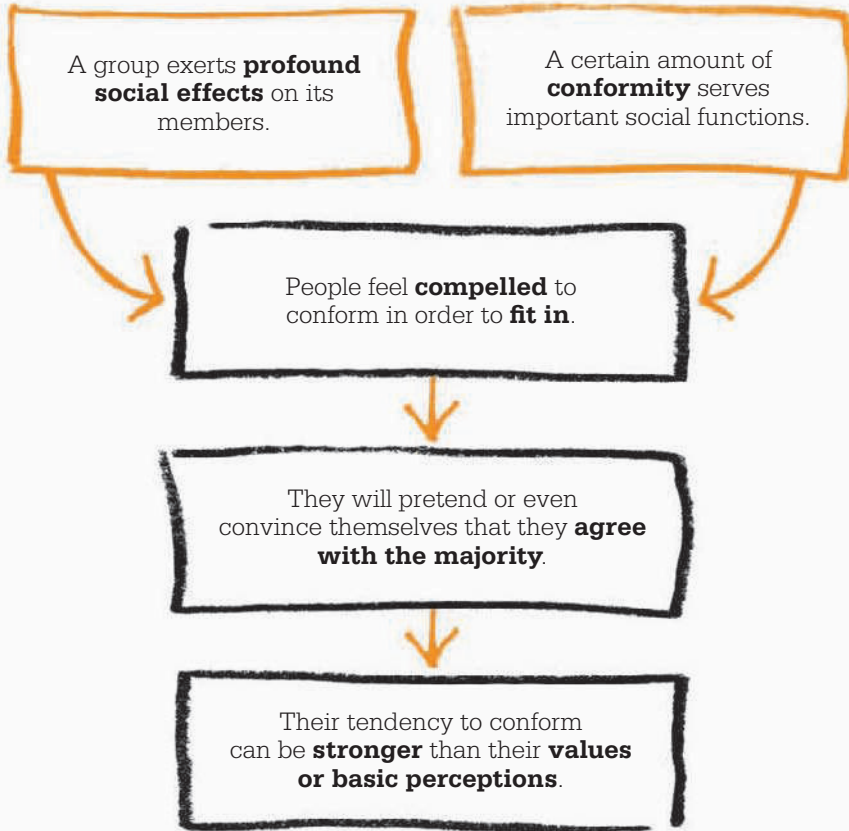 A group exerts profound
social effects on its
members.
A certain amount of
conformity serves
important social functions.
People feel compelled to
conform in order to fit in.
They will pretend or even
convince themselves that they agree
with the majority.
Their tendency to conform
can be stronger than their values
or basic perceptions.